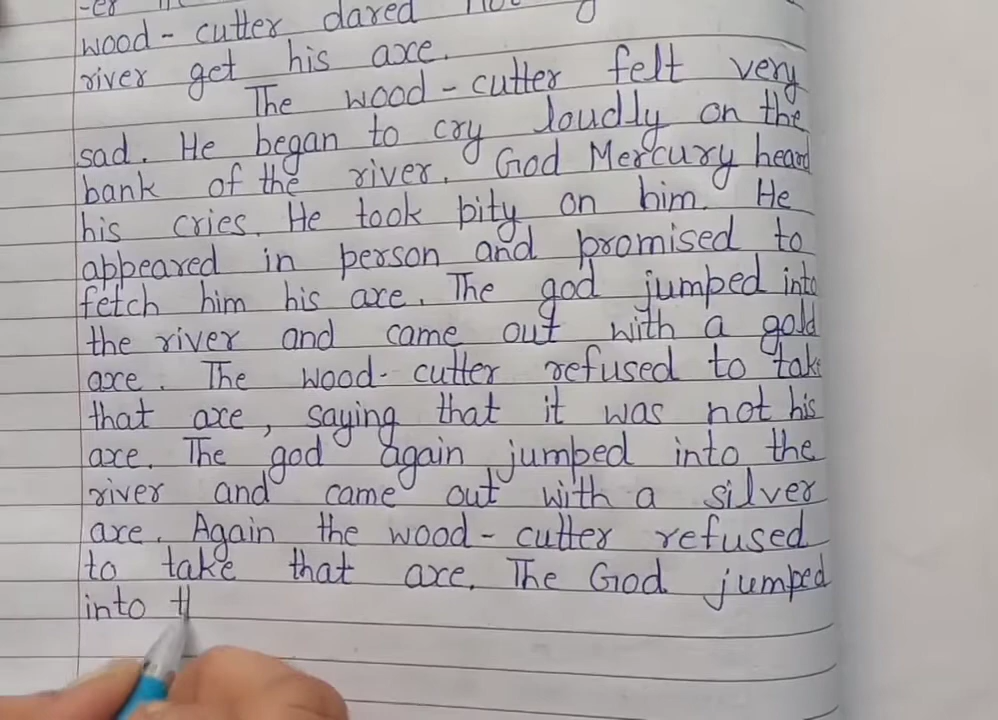 wood-cutter dared
river get his axe.
The wood-cutter felt very
sad. He began to cry loudly on the
bank of the river. God Mercury heard
his cries. He took pity on him. He
appeared in person and promised to
fetch him his axe. The god jumped into
the river and came out with a gold
axe. The wood-cutter refused to take
that axe, saying that it was not his
axe. The god again jumped into the
river and came out with a silver
axe. Again the wood-cutter refused
to take that axe. The God jumped
into